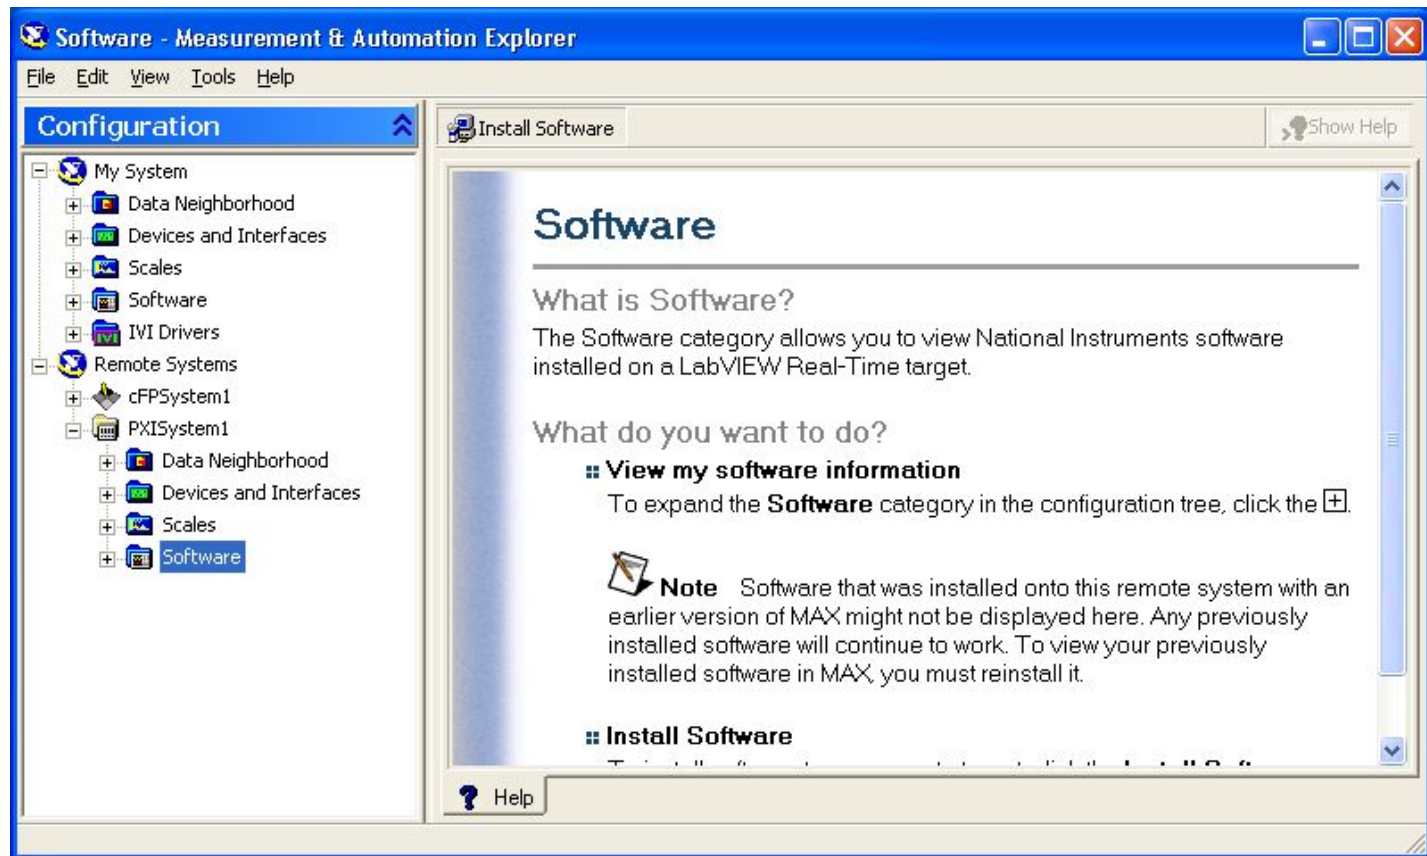 Software - Measurement & Automation Explorer
File Edit View Tools Help
Configuration
My System
Data Neighborhood
Devices and Interfaces
Scales
Software
IVI Drivers
Remote Systems
cFPSystem1
PXISystem1
Data Neighborhood
Devices and Interfaces
Scales
Software
Install Software
Show Help
Software
What is Software?
The Software category allows you to view National Instruments software
installed on a LabVIEW Real-Time target.
What do you want to do?
View my software information
To expand the Software category in the configuration tree, click the
Note Software that was installed onto this remote system with an
earlier version of MAX might not be displayed here. Any previously
installed software will continue to work. To view your previously
installed software in MAX, you must reinstall it.
Install Software
Help